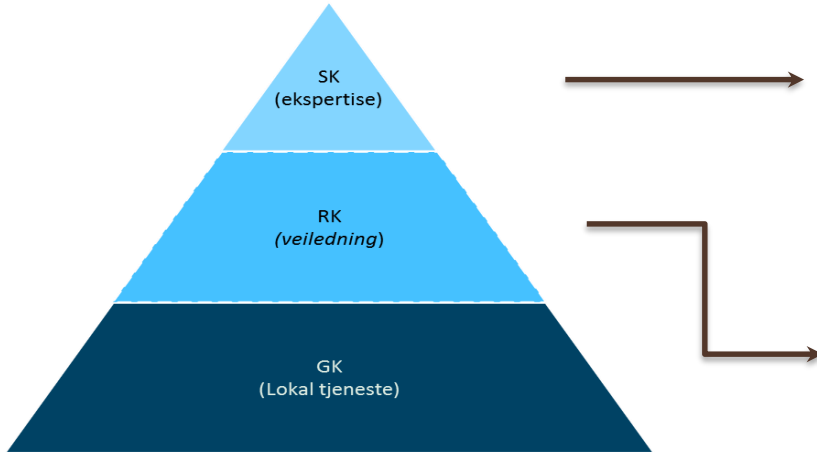 SK
(ekspertise)
RK
(veiledning)
GK
(Lokal tjeneste)